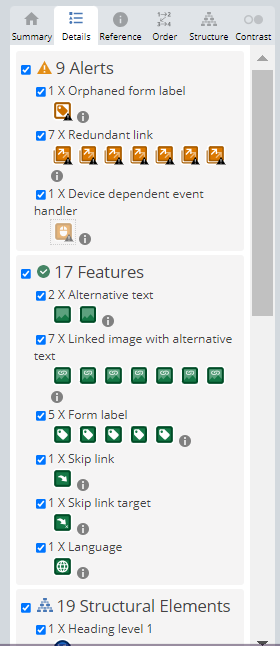 Summary Details Reference Order Structure Contrast
9 Alerts
1 X Orphaned form label
7 X Redundant link
1 X Device dependent event
handler
17 Features
2 X Alternative text
7 X Linked image with alternative
text
5 X Form label
1 X Skip link
1 X Skip link target
1 X Language
19 Structural Elements
1 X Heading level 1